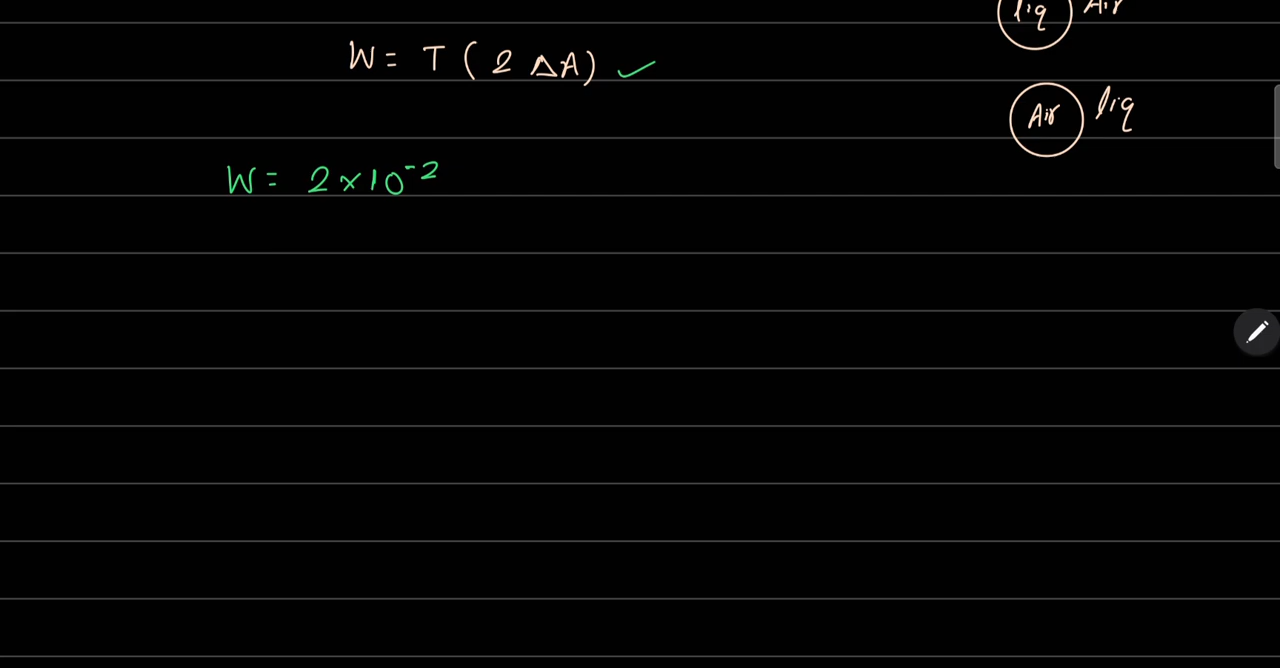 liq Air
W = T ( 2 ΔA) ✓
Air liq
W = 2×10⁻²